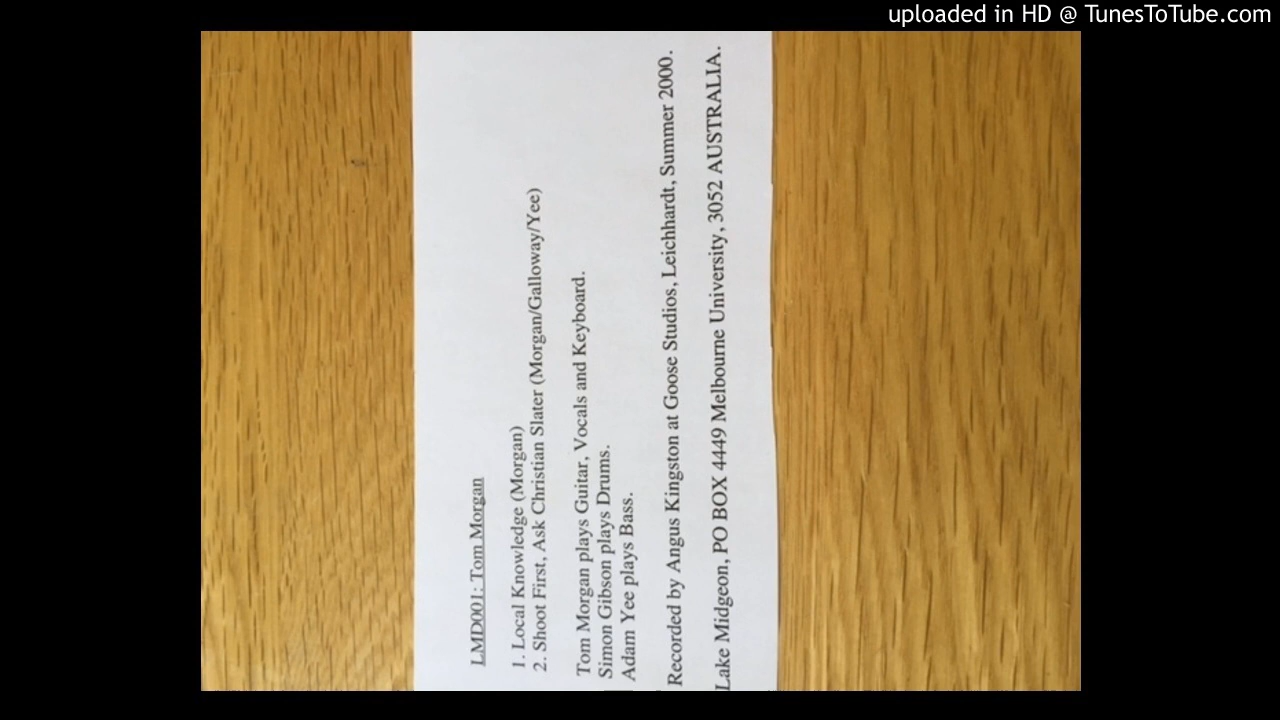 uploaded in HD @ TunesToTube.com
LMD001: Tom Morgan
1. Local Knowledge (Morgan)
2. Shoot First, Ask Christian Slater (Morgan/Galloway/Yee)
Tom Morgan plays Guitar, Vocals and Keyboard.
Simon Gibson plays Drums.
Adam Yee plays Bass.
Recorded by Angus Kingston at Goose Studios, Leichhardt, Summer 2000.
Lake Midgeon, PO BOX 4449 Melbourne University, 3052 AUSTRALIA.